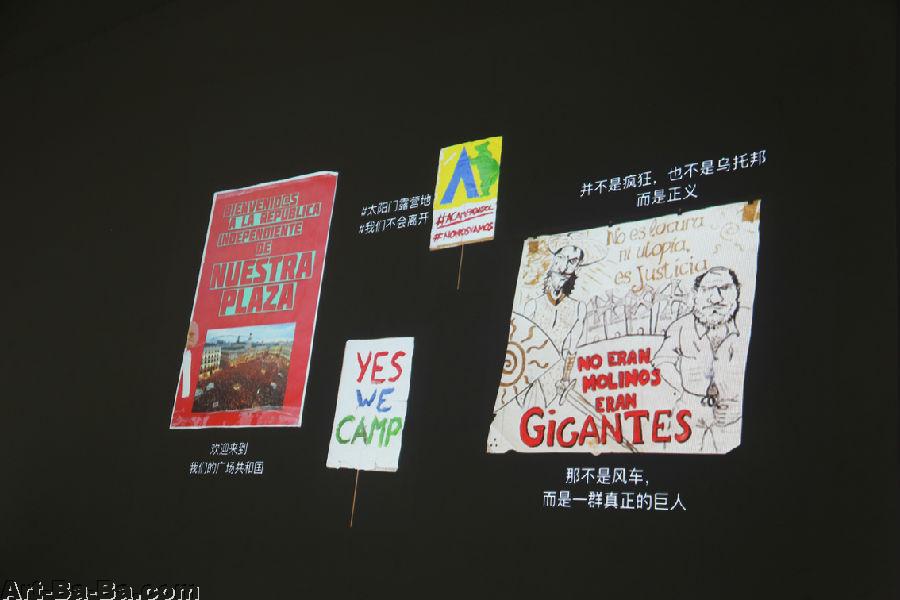 BIENVENID@S
A LA REPÚBLICA
INDEPENDIENTE
DE
NUESTRA
PLAZA
欢迎来到
我们的广场共和国
#太阳门露营地
#我们不会离开
#ACAMPADASOL
#NONOSVAMOS
YES
WE
CAMP
并不是疯狂，也不是乌托邦
而是正义
No es locura
ni utopía,
es Justicia
NO ERAN
MOLINOS
ERAN
GIGANTES
那不是风车，
而是一群真正的巨人
Art-Ba-Ba.com